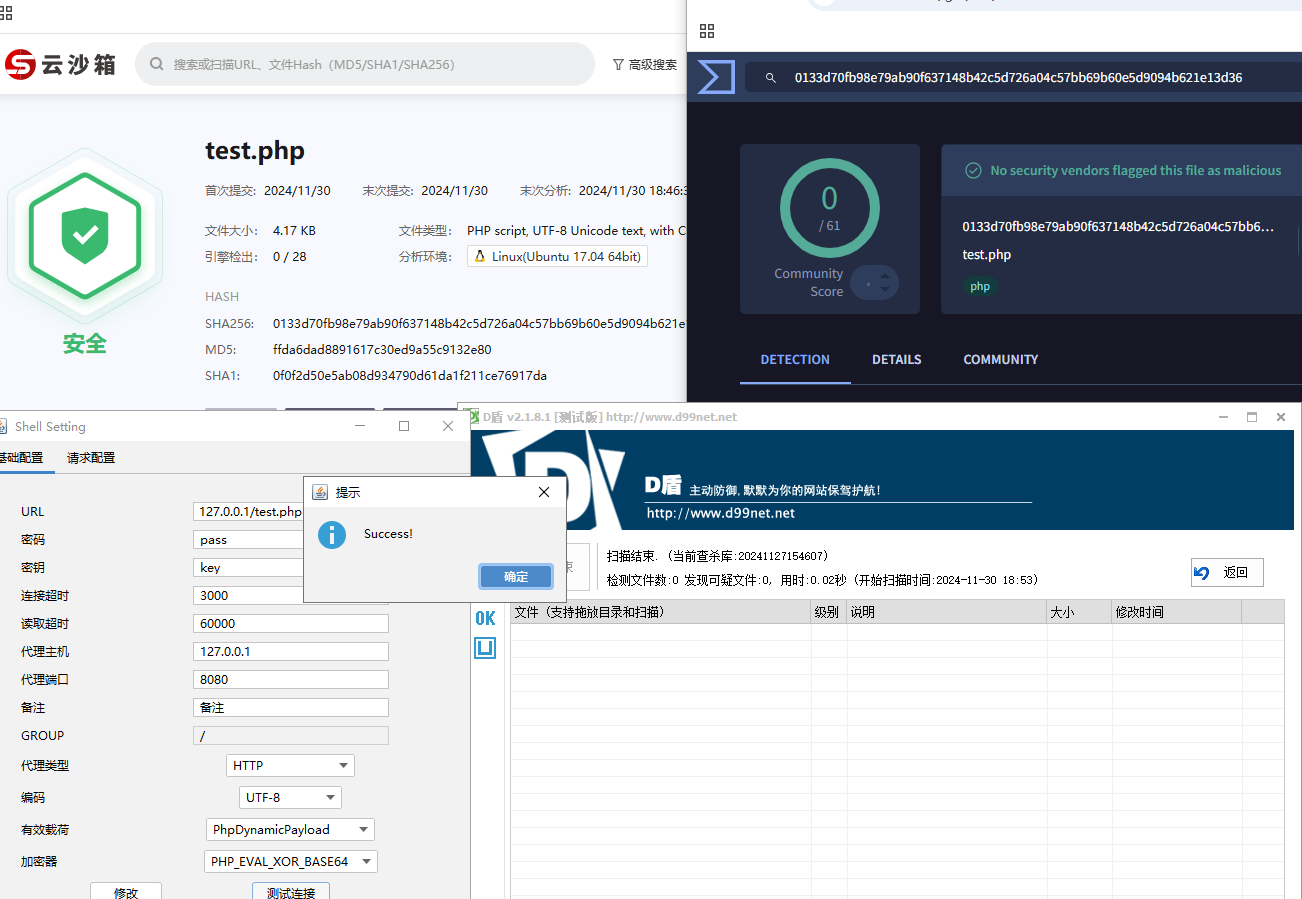 云沙箱
搜索或扫描URL、文件Hash（MD5/SHA1/SHA256）
高级搜索
test.php
首次提交: 2024/11/30 末次提交: 2024/11/30 末次分析: 2024/11/30 18:46:3
文件大小: 4.17 KB 文件类型: PHP script, UTF-8 Unicode text, with C
引擎检出: 0 / 28 分析环境: Linux(Ubuntu 17.04 64bit)
HASH
SHA256: 0133d70fb98e79ab90f637148b42c5d726a04c57bb69b60e5d9094b621e
MD5: ffda6dad8891617c30ed9a55c9132e80
SHA1: 0f0f2d50e5ab08d934790d61da1f211ce76917da
安全
0133d70fb98e79ab90f637148b42c5d726a04c57bb69b60e5d9094b621e13d36
0
/ 61
Community
Score
No security vendors flagged this file as malicious
0133d70fb98e79ab90f637148b42c5d726a04c57bb6...
test.php
php
DETECTION DETAILS COMMUNITY
Shell Setting
基础配置 请求配置
URL 127.0.0.1/test.php
密码 pass
密钥 key
连接超时 3000
读取超时 60000
代理主机 127.0.0.1
代理端口 8080
备注 备注
GROUP /
代理类型 HTTP
编码 UTF-8
有效载荷 PhpDynamicPayload
加密器 PHP_EVAL_XOR_BASE64
修改 测试连接
提示
Success!
确定
D盾 v2.1.8.1 [测试版] http://www.d99net.net
D盾 主动防御,默默为你的网站保驾护航!
http://www.d99net.net
扫描结束. (当前查杀库:20241127154607)
检测文件数:0 发现可疑文件:0, 用时:0.02秒 (开始扫描时间:2024-11-30 18:53)
返回
OK
文件 (支持拖放目录和扫描) 级别 说明 大小 修改时间